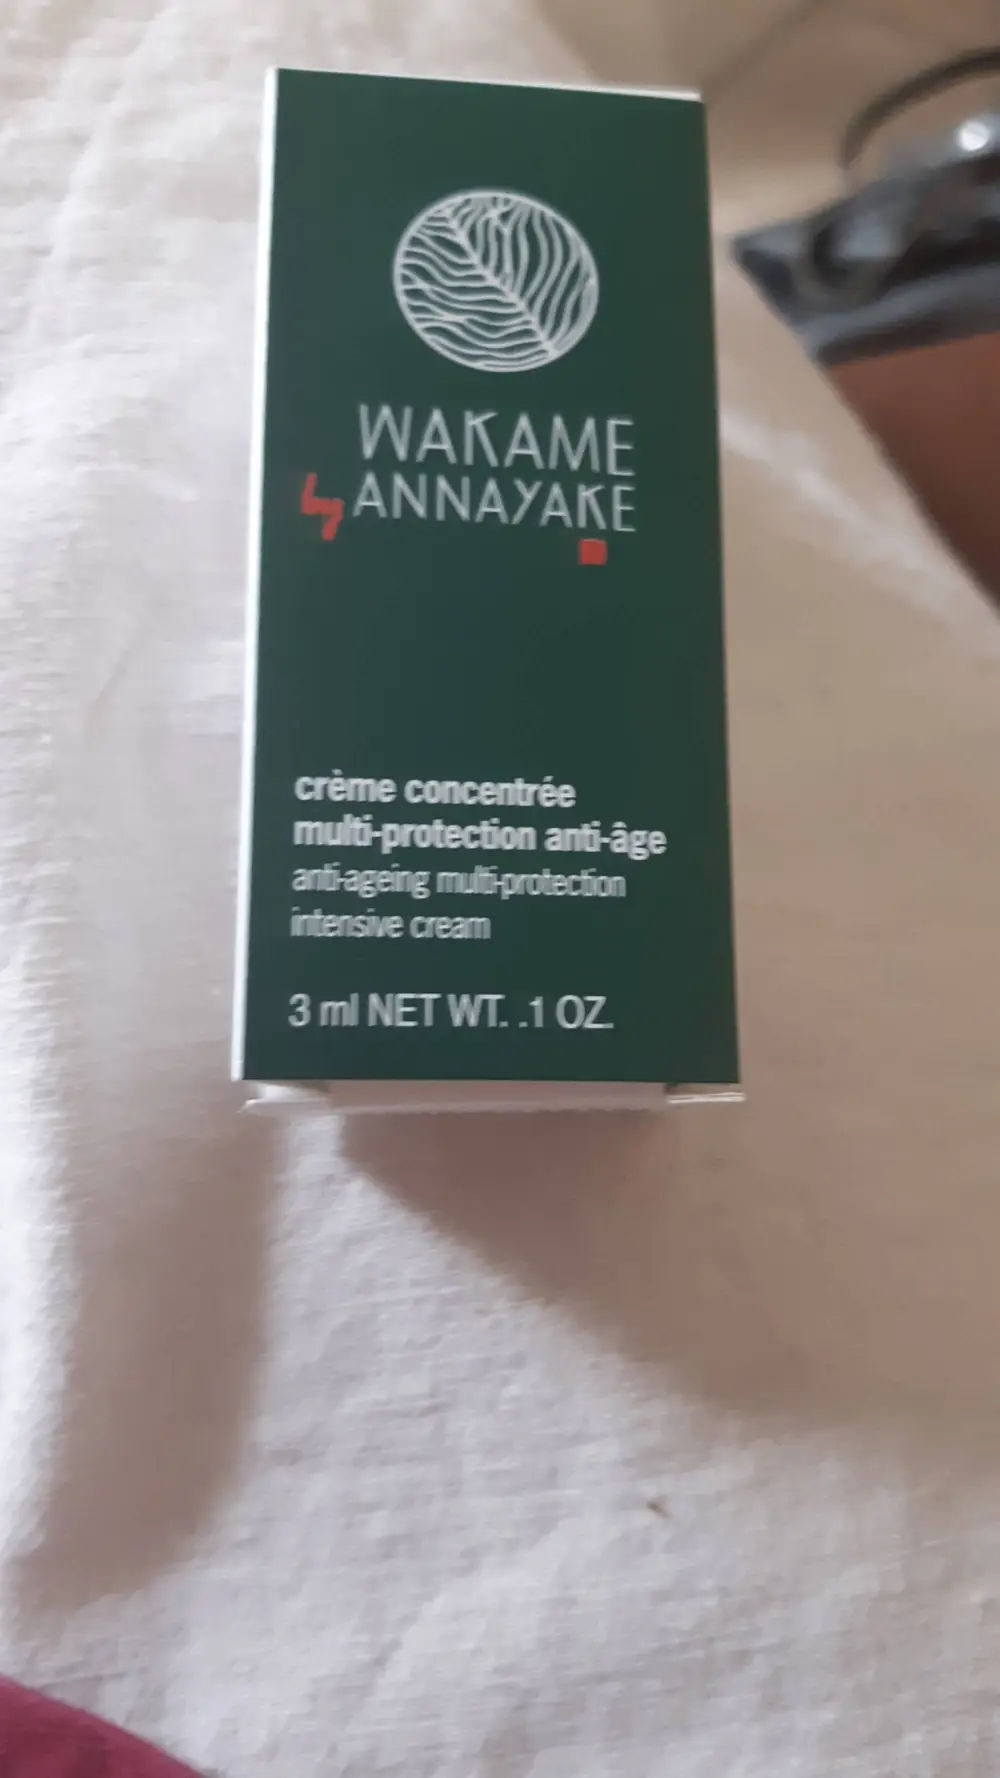 WAKAME
by ANNAYAKE
crème concentrée
multi-protection anti-âge
anti-ageing multi-protection
intensive cream
3 ml NET WT. .1 OZ.